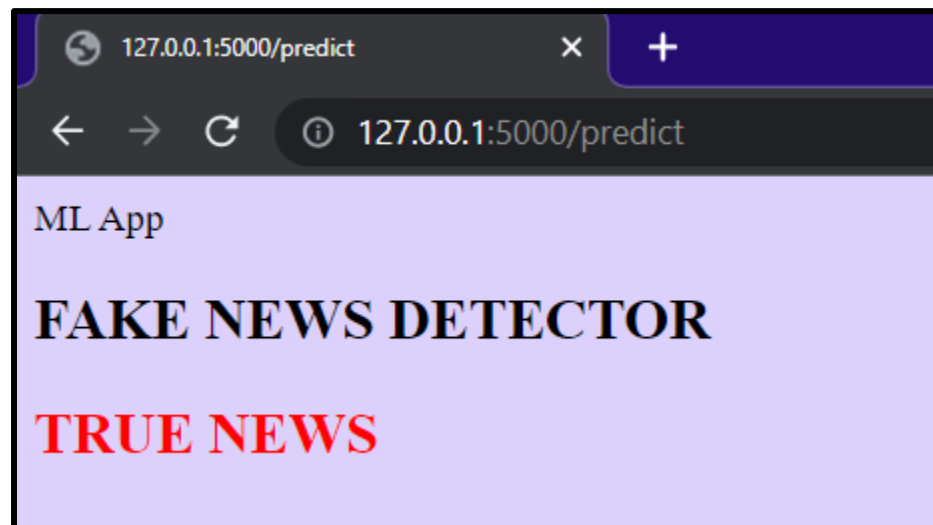 127.0.0.1:5000/predict
127.0.0.1:5000/predict
ML App
FAKE NEWS DETECTOR
TRUE NEWS